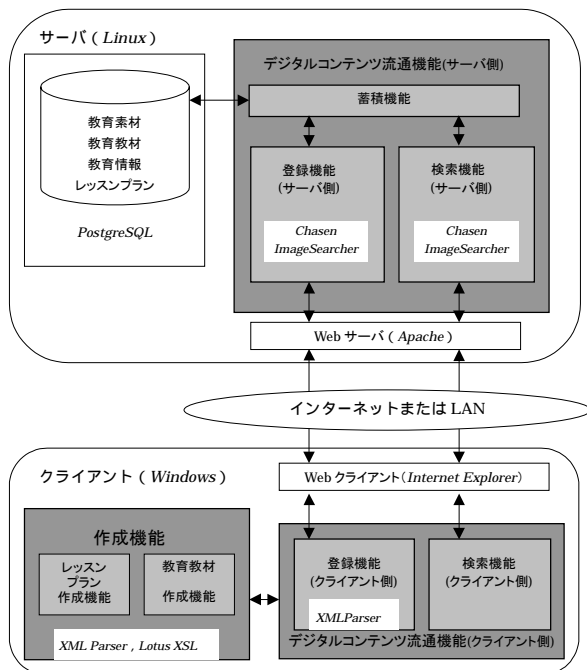 サーバ ( Linux )
デジタルコンテンツ流通機能(サーバ側)
蓄積機能
教育素材
教育教材
教育情報
レッスンプラン
PostgreSQL
登録機能
(サーバ側)
Chasen
ImageSearcher
検索機能
(サーバ側)
Chasen
ImageSearcher
Web サーバ ( Apache )
インターネットまたは LAN
クライアント ( Windows )
Web クライアント(Internet Explorer)
作成機能
レッスン
プラン
作成機能
教育教材
作成機能
XML Parser , Lotus XSL
登録機能
(クライアント側)
XMLParser
検索機能
(クライアント側)
デジタルコンテンツ流通機能(クライアント側)